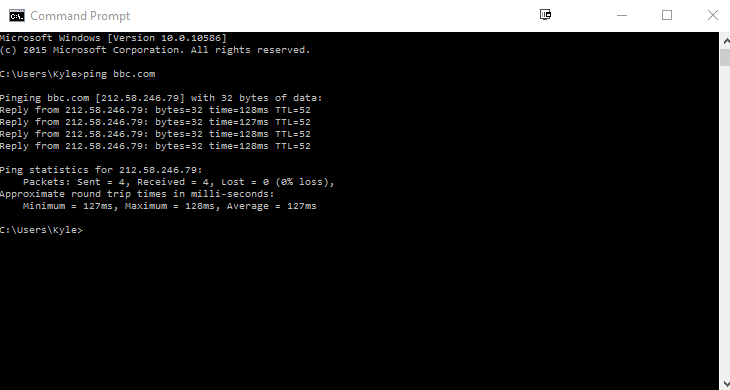 Command Prompt
Microsoft Windows [Version 10.0.10586]
(c) 2015 Microsoft Corporation. All rights reserved.
C:\Users\Kyle>ping bbc.com
Pinging bbc.com [212.58.246.79] with 32 bytes of data:
Reply from 212.58.246.79: bytes=32 time=128ms TTL=52
Reply from 212.58.246.79: bytes=32 time=127ms TTL=52
Reply from 212.58.246.79: bytes=32 time=128ms TTL=52
Reply from 212.58.246.79: bytes=32 time=128ms TTL=52
Ping statistics for 212.58.246.79:
    Packets: Sent = 4, Received = 4, Lost = 0 (0% loss),
Approximate round trip times in milli-seconds:
    Minimum = 127ms, Maximum = 128ms, Average = 127ms
C:\Users\Kyle>